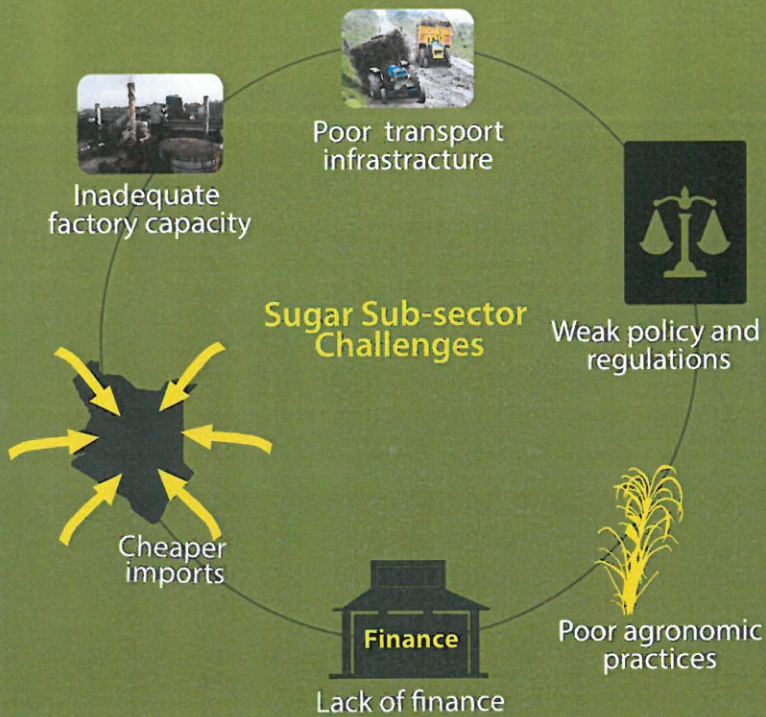 Poor transport
infrastracture
Inadequate
factory capacity
Sugar Sub-sector
Challenges
Weak policy and
regulations
Cheaper
imports
Finance
Lack of finance
Poor agronomic
practices